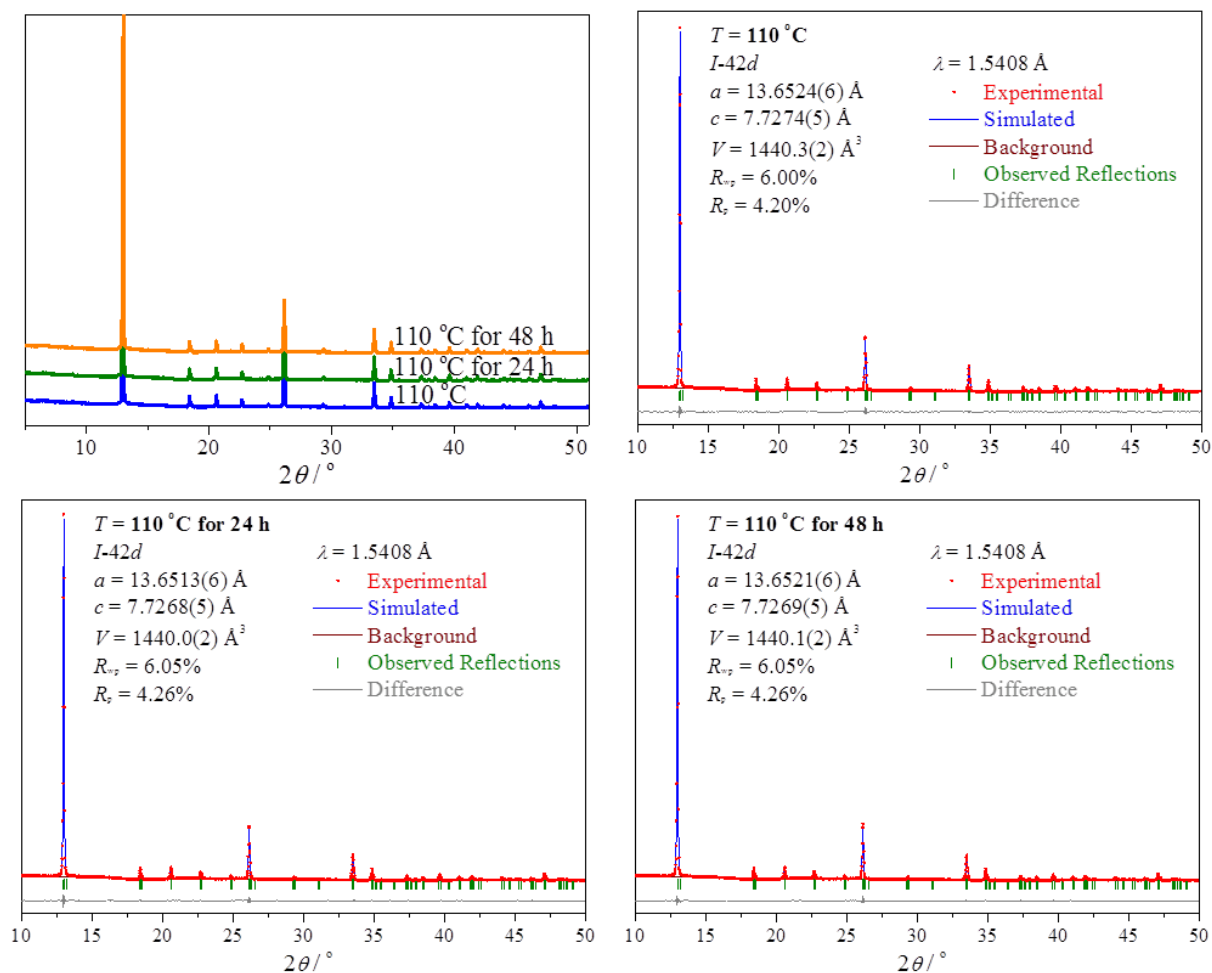 110 °C for 48 h
110 °C for 24 h
110 °C
10 20 30 40 50
2θ / °
T = 110 °C
I-42d
λ = 1.5408 Å
a = 13.6524(6) Å
Experimental
c = 7.7274(5) Å
Simulated
V = 1440.3(2) Å³
Background
Rwp = 6.00%
Observed Reflections
Rp = 4.20%
Difference
10 15 20 25 30 35 40 45 50
2θ / °
T = 110 °C for 24 h
I-42d
λ = 1.5408 Å
a = 13.6513(6) Å
Experimental
c = 7.7268(5) Å
Simulated
V = 1440.0(2) Å³
Background
Rwp = 6.05%
Observed Reflections
Rp = 4.26%
Difference
10 15 20 25 30 35 40 45 50
2θ / °
T = 110 °C for 48 h
I-42d
λ = 1.5408 Å
a = 13.6521(6) Å
Experimental
c = 7.7269(5) Å
Simulated
V = 1440.1(2) Å³
Background
Rwp = 6.05%
Observed Reflections
Rp = 4.26%
Difference
10 15 20 25 30 35 40 45 50
2θ / °